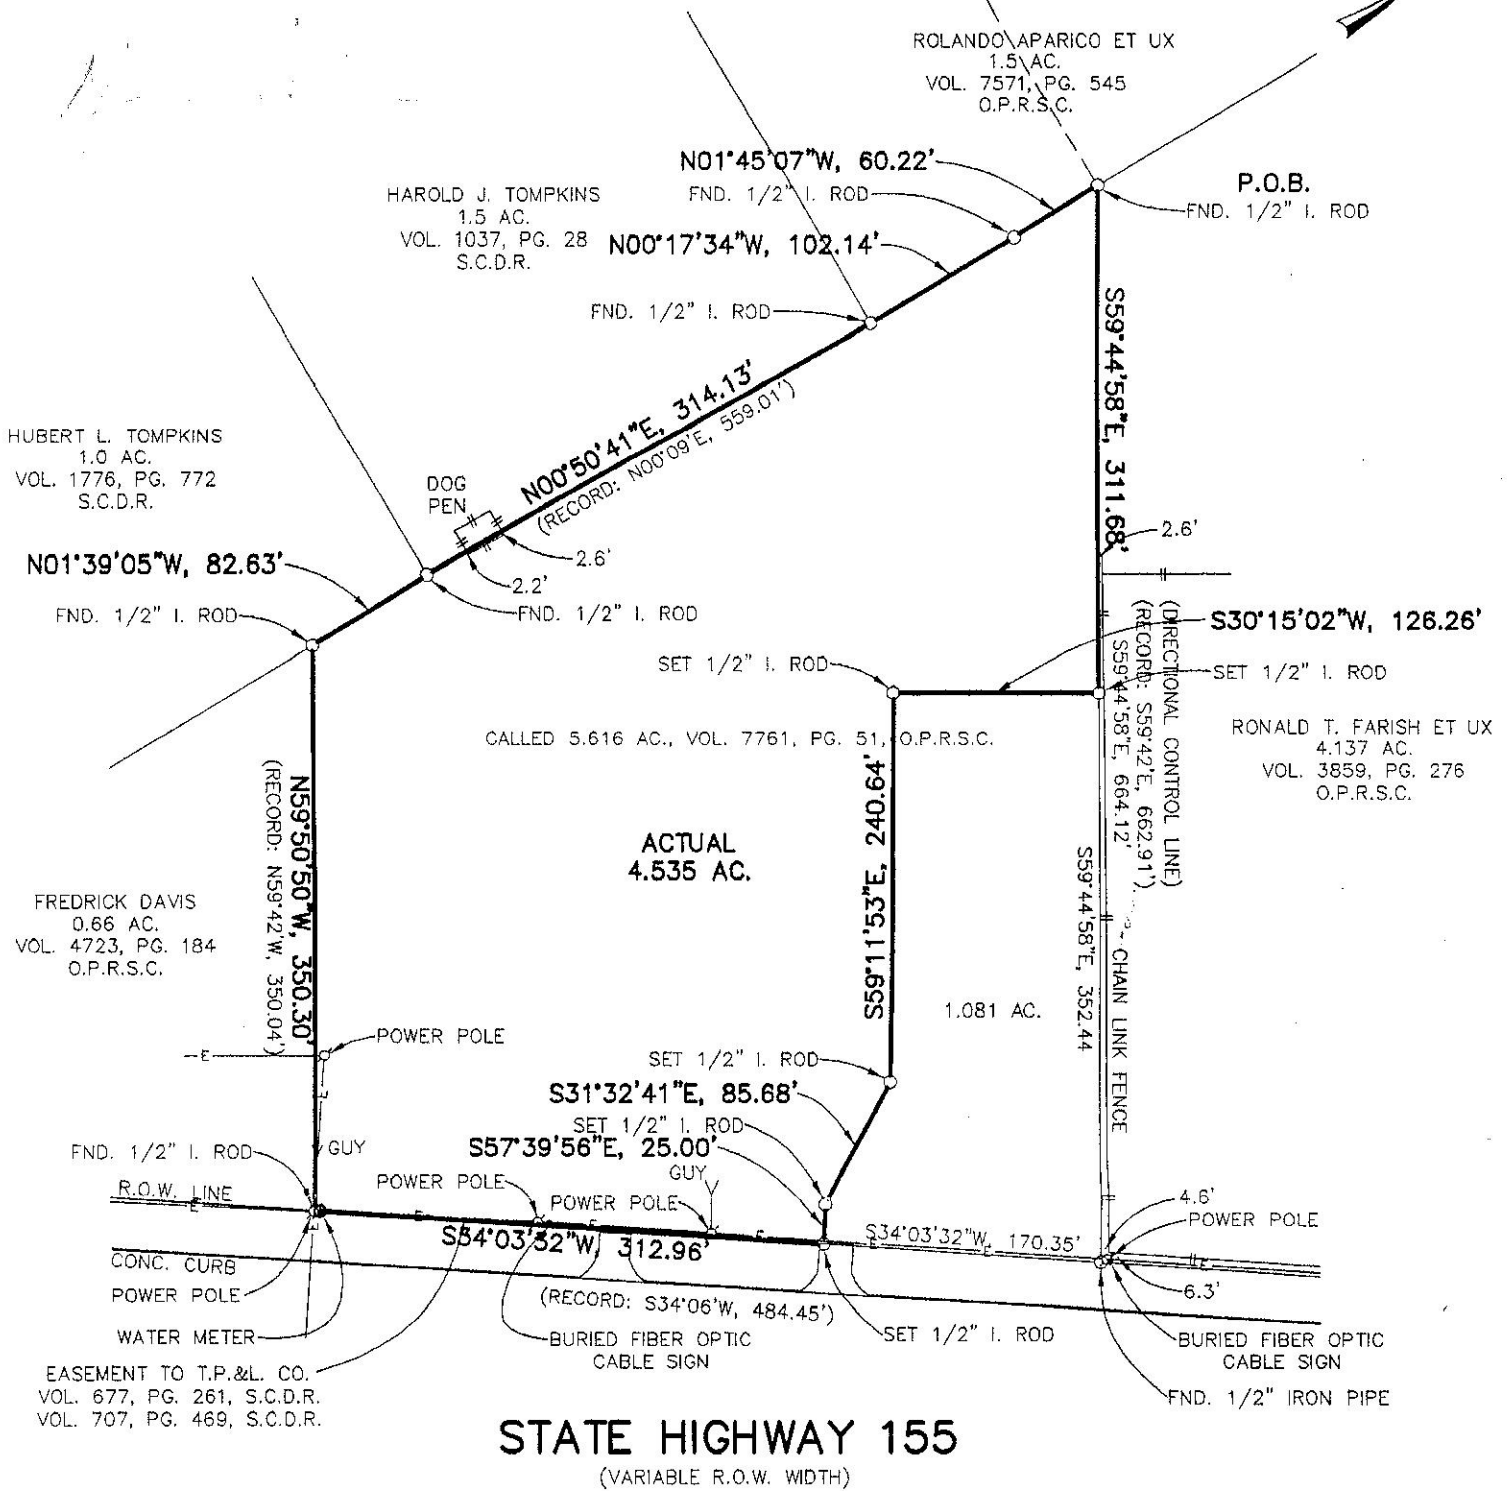 ROLANDO APARICO ET UX
1.5 AC.
VOL. 7571, PG. 545
O.P.R.S.C.
N01°45'07"W, 60.22'
FND. 1/2" I. ROD
P.O.B.
FND. 1/2" I. ROD
HAROLD J. TOMPKINS
1.5 AC.
VOL. 1037, PG. 28
S.C.D.R.
N00°17'34"W, 102.14'
FND. 1/2" I. ROD
S59°44'58"E, 311.68'
N00°50'41"E, 314.13'
(RECORD: N00°09'E, 559.01')
HUBERT L. TOMPKINS
1.0 AC.
VOL. 1776, PG. 772
S.C.D.R.
DOG
PEN
2.6'
2.2'
2.6'
N01°39'05"W, 82.63'
FND. 1/2" I. ROD
FND. 1/2" I. ROD
S30°15'02"W, 126.26'
SET 1/2" I. ROD
SET 1/2" I. ROD
(DIRECTIONAL CONTROL LINE)
(RECORD: S59°42'E, 662.91')
S59°44'58"E, 664.12'
RONALD T. FARISH ET UX
4.137 AC.
VOL. 3859, PG. 276
O.P.R.S.C.
CALLED 5.616 AC., VOL. 7761, PG. 51, O.P.R.S.C.
N59°50'50"W, 350.30'
(RECORD: N59°42'W, 350.04')
S59°11'53"E, 240.64'
ACTUAL
4.535 AC.
S59°44'58"E, 352.44
CHAIN LINK FENCE
FREDRICK DAVIS
0.66 AC.
VOL. 4723, PG. 184
O.P.R.S.C.
1.081 AC.
E
POWER POLE
SET 1/2" I. ROD
S31°32'41"E, 85.68'
SET 1/2" I. ROD
S57°39'56"E, 25.00'
E
GUY
FND. 1/2" I. ROD
GUY
POWER POLE
POWER POLE
R.O.W. LINE
E
E
E
E
S34°03'32"W, 312.96'
S34°03'32"W, 170.35'
E
E
E
4.6'
POWER POLE
6.3'
E
CONC. CURB
POWER POLE
(RECORD: S34°06'W, 484.45')
WATER METER
BURIED FIBER OPTIC
CABLE SIGN
SET 1/2" I. ROD
BURIED FIBER OPTIC
CABLE SIGN
FND. 1/2" IRON PIPE
EASEMENT TO T.P.&L. CO.
VOL. 677, PG. 261, S.C.D.R.
VOL. 707, PG. 469, S.C.D.R.
STATE HIGHWAY 155
(VARIABLE R.O.W. WIDTH)